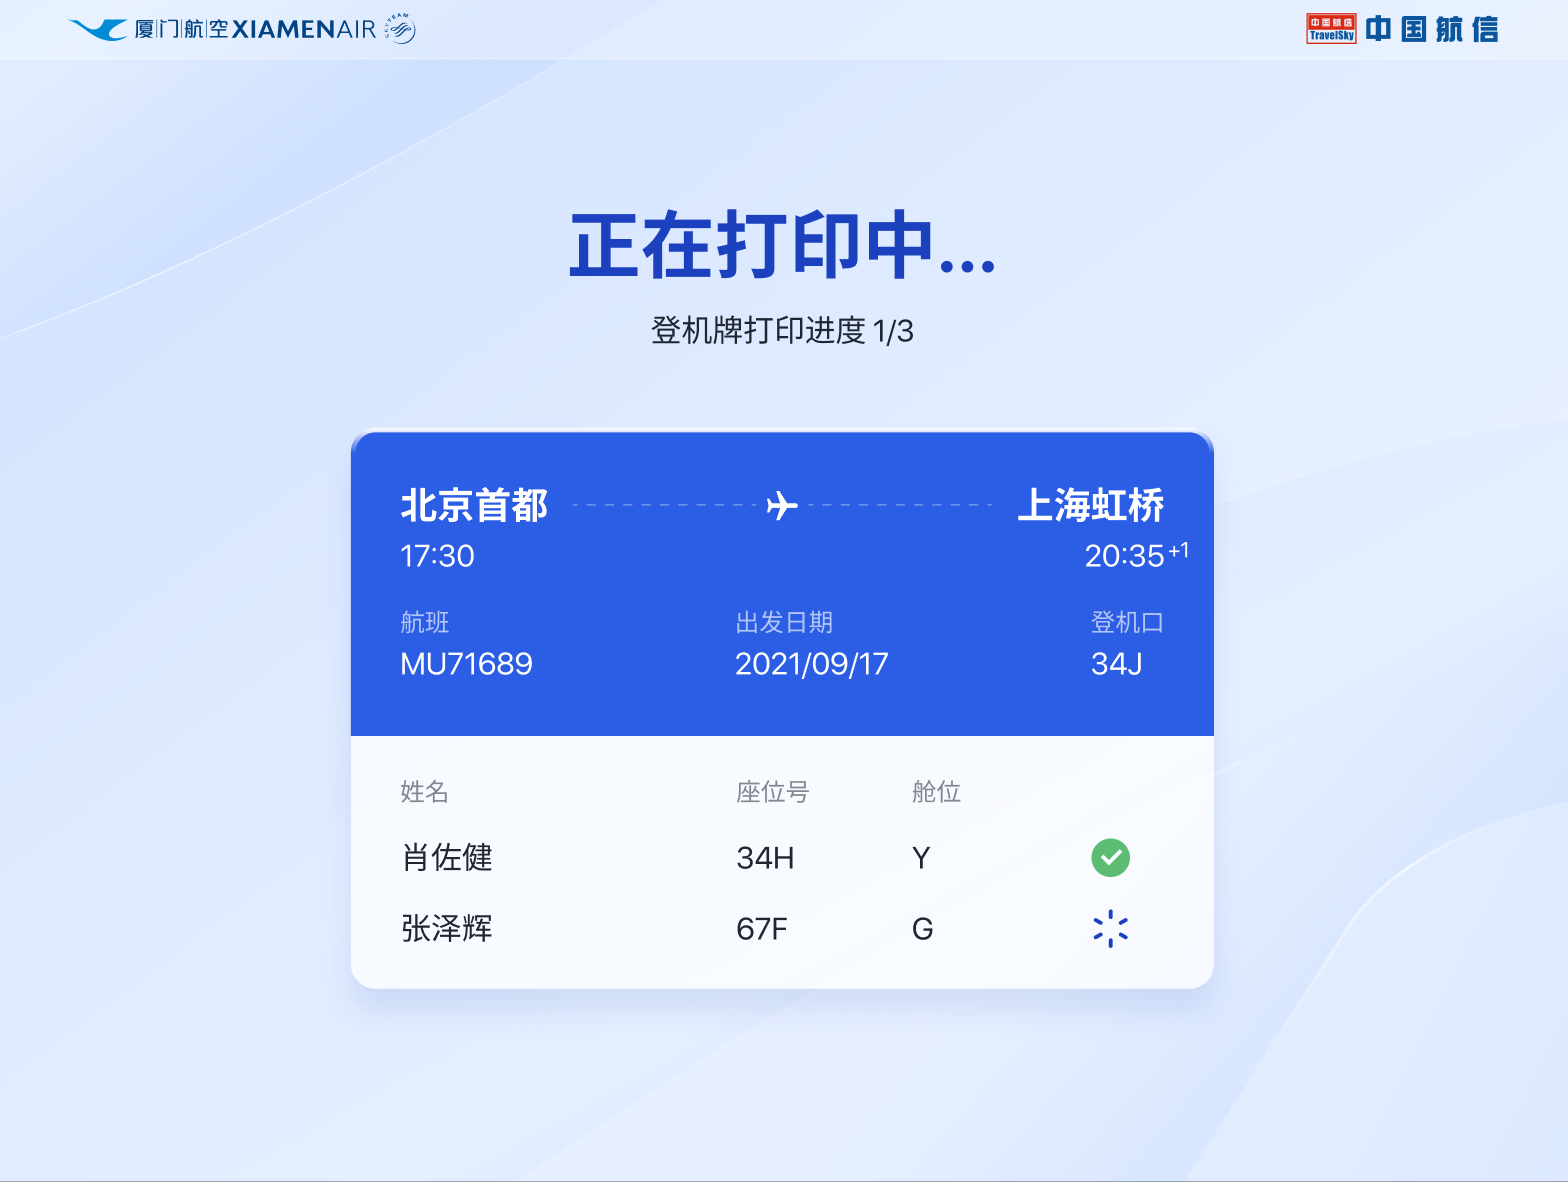 厦门航空 XIAMENAIR SKYTEAM
中国航信 TravelSky 中国航信
正在打印中...
登机牌打印进度 1/3
北京首都 上海虹桥
17:30 20:35+1
航班 出发日期 登机口
MU71689 2021/09/17 34J
姓名 座位号 舱位
肖佐健 34H Y
张泽辉 67F G